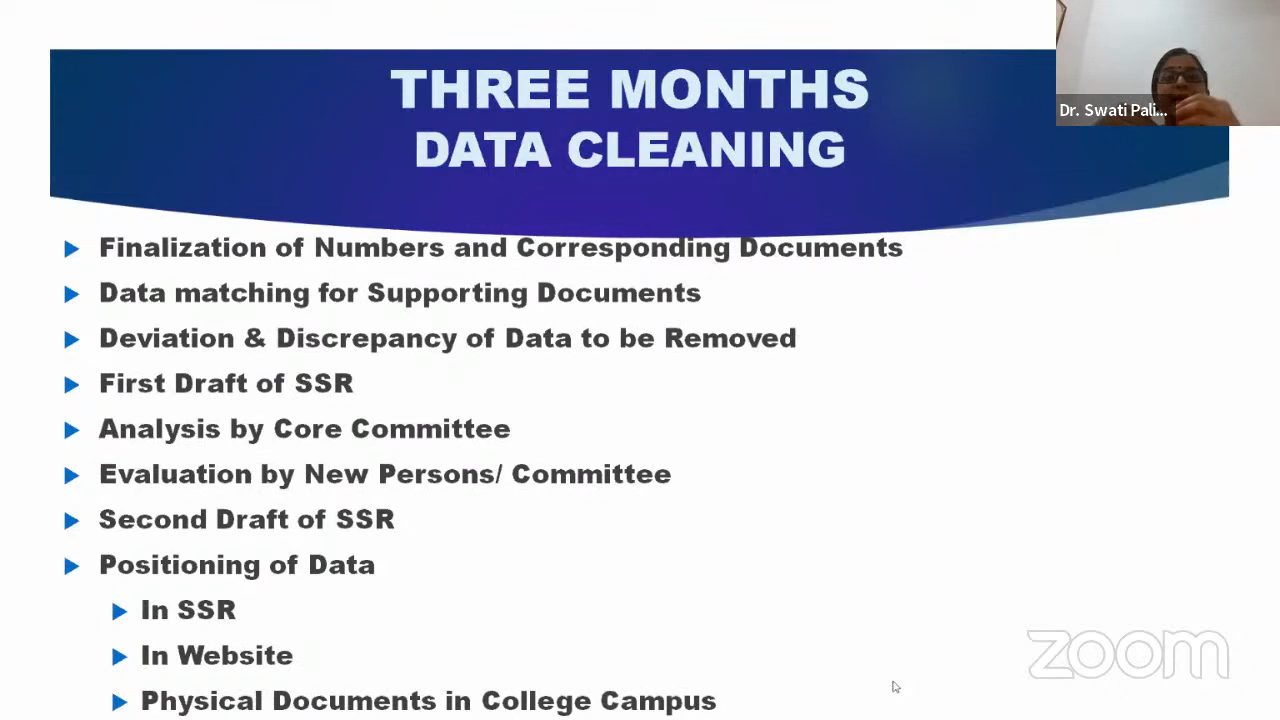 THREE MONTHS
DATA CLEANING
Dr. Swati Pali...
Finalization of Numbers and Corresponding Documents
Data matching for Supporting Documents
Deviation & Discrepancy of Data to be Removed
First Draft of SSR
Analysis by Core Committee
Evaluation by New Persons/ Committee
Second Draft of SSR
Positioning of Data
In SSR
In Website
Physical Documents in College Campus
zoom